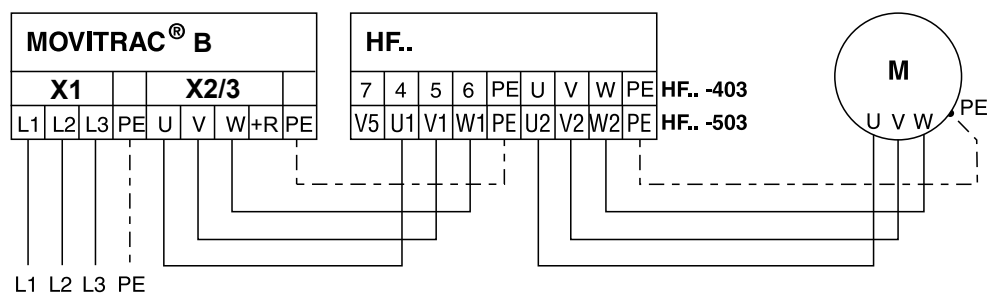 MOVITRAC® B
X1 X2/3
L1 L2 L3 PE U V W +R PE
HF..
7 4 5 6 PE U V W PE HF.. -403
V5 U1 V1 W1 PE U2 V2 W2 PE HF.. -503
M
U V W PE
L1 L2 L3 PE